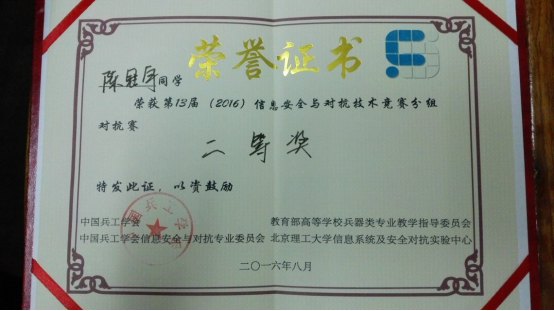 荣誉证书
陈冠宇同学
荣获第13届（2016）信息安全与对抗技术竞赛分组
对抗赛
二等奖
特发此证，以资鼓励
中国兵工学会 教育部高等学校兵器类专业教学指导委员会
中国兵工学会信息安全与对抗专业委员会 北京理工大学信息系统及安全对抗实验中心
二〇一六年八月